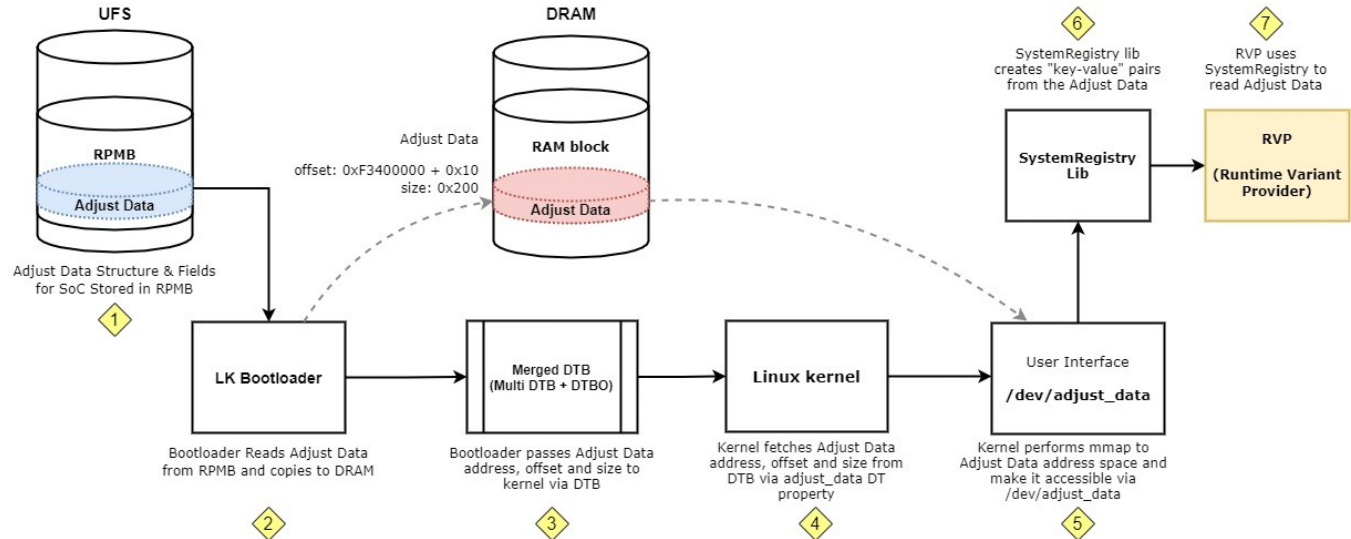 UFS
DRAM
6
7
SystemRegistry lib
creates "key-value" pairs
from the Adjust Data
RVP uses
SystemRegistry to
read Adjust Data
RPMB
Adjust Data
Adjust Data
offset: 0xF3400000 + 0x10
size: 0x200
RAM block
Adjust Data
SystemRegistry
Lib
RVP
(Runtime Variant
Provider)
Adjust Data Structure & Fields
for SoC Stored in RPMB
1
LK Bootloader
Merged DTB
(Multi DTB + DTBO)
Linux kernel
User Interface
/dev/adjust_data
Bootloader Reads Adjust Data
from RPMB and copies to DRAM
Bootloader passes Adjust Data
address, offset and size to
kernel via DTB
Kernel fetches Adjust Data
address, offset and size from
DTB via adjust_data DT
property
Kernel performs mmap to
Adjust Data address space and
make it accessible via
/dev/adjust_data
2
3
4
5